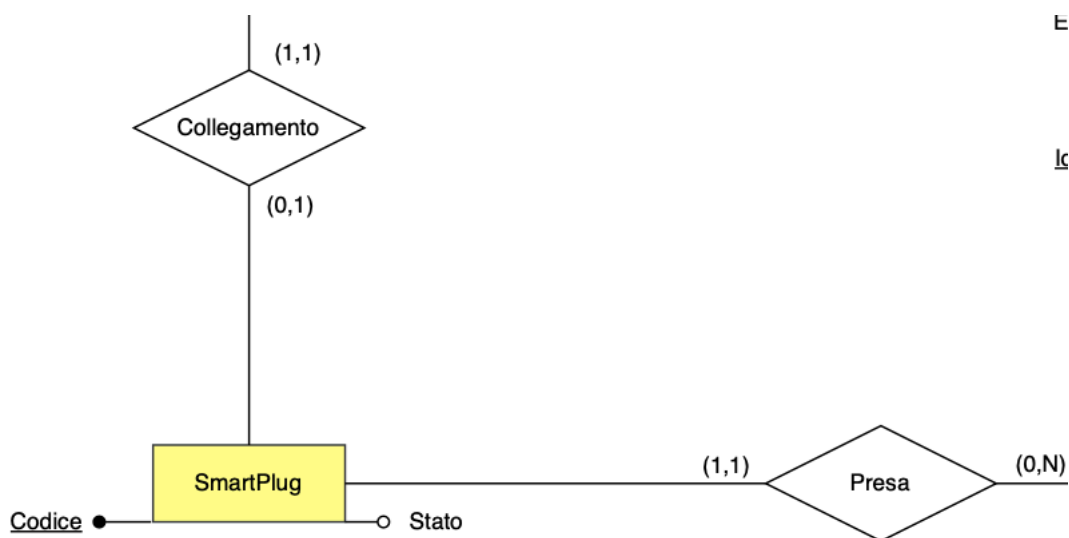 (1,1)
Collegamento
(0,1)
SmartPlug
(1,1)
Presa
(0,N)
Codice
Stato